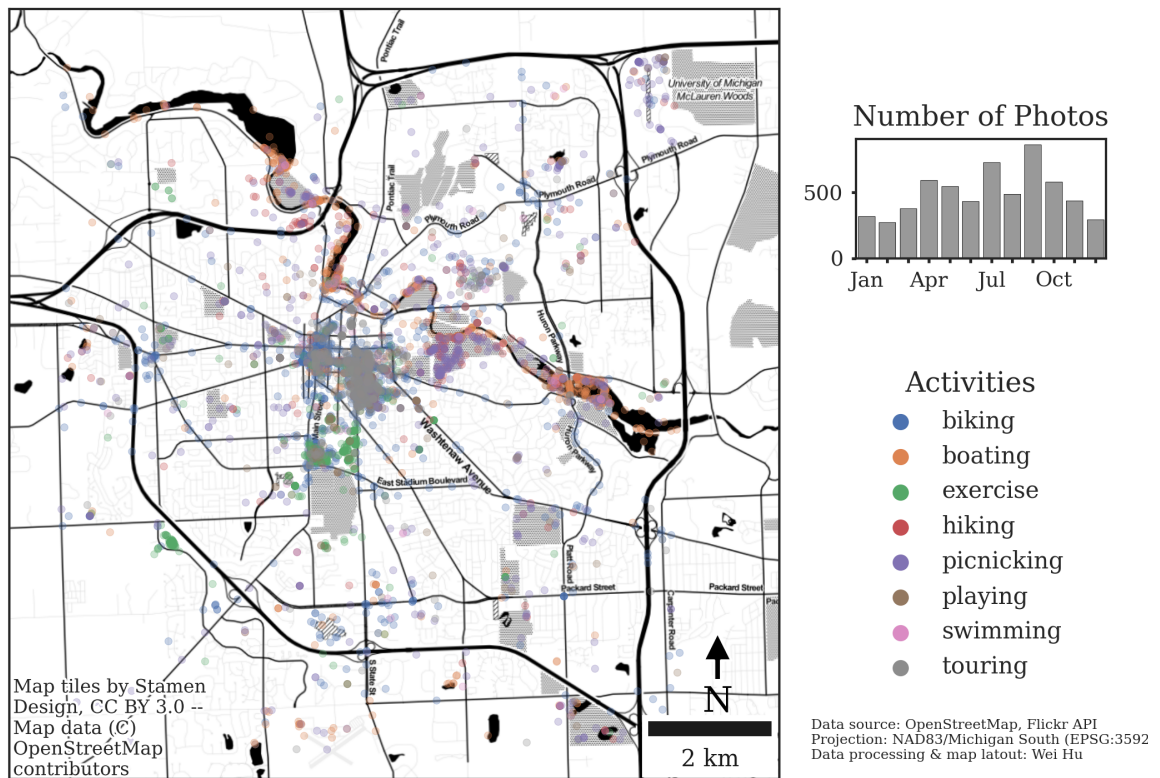 Pontiac Trail
University of Michigan
McLauren Woods
Plymouth Road
Pontiac Trail
Plymouth Road
Plymouth Road
Huron Parkway
Main Street
Washtenaw Avenue
Huron Parkway
East Stadium Boulevard
Platt Road
Packard Street
Packard Street
Pac
Carpenter Road
S State St
N
2 km
Map tiles by Stamen
Design, CC BY 3.0 --
Map data (C)
OpenStreetMap
contributors
Number of Photos
500
0
Jan
Apr
Jul
Oct
Activities
biking
boating
exercise
hiking
picnicking
playing
swimming
touring
Data source: OpenStreetMap, Flickr API
Projection: NAD83/Michigan South (EPSG:3592
Data processing & map latout: Wei Hu